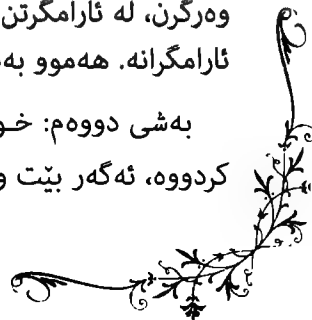 وەرگرن، لە ئارامگرتن
ئارامگرانە. هەموو
بەشی دووەم:
کردووە، ئەگەر بێت و